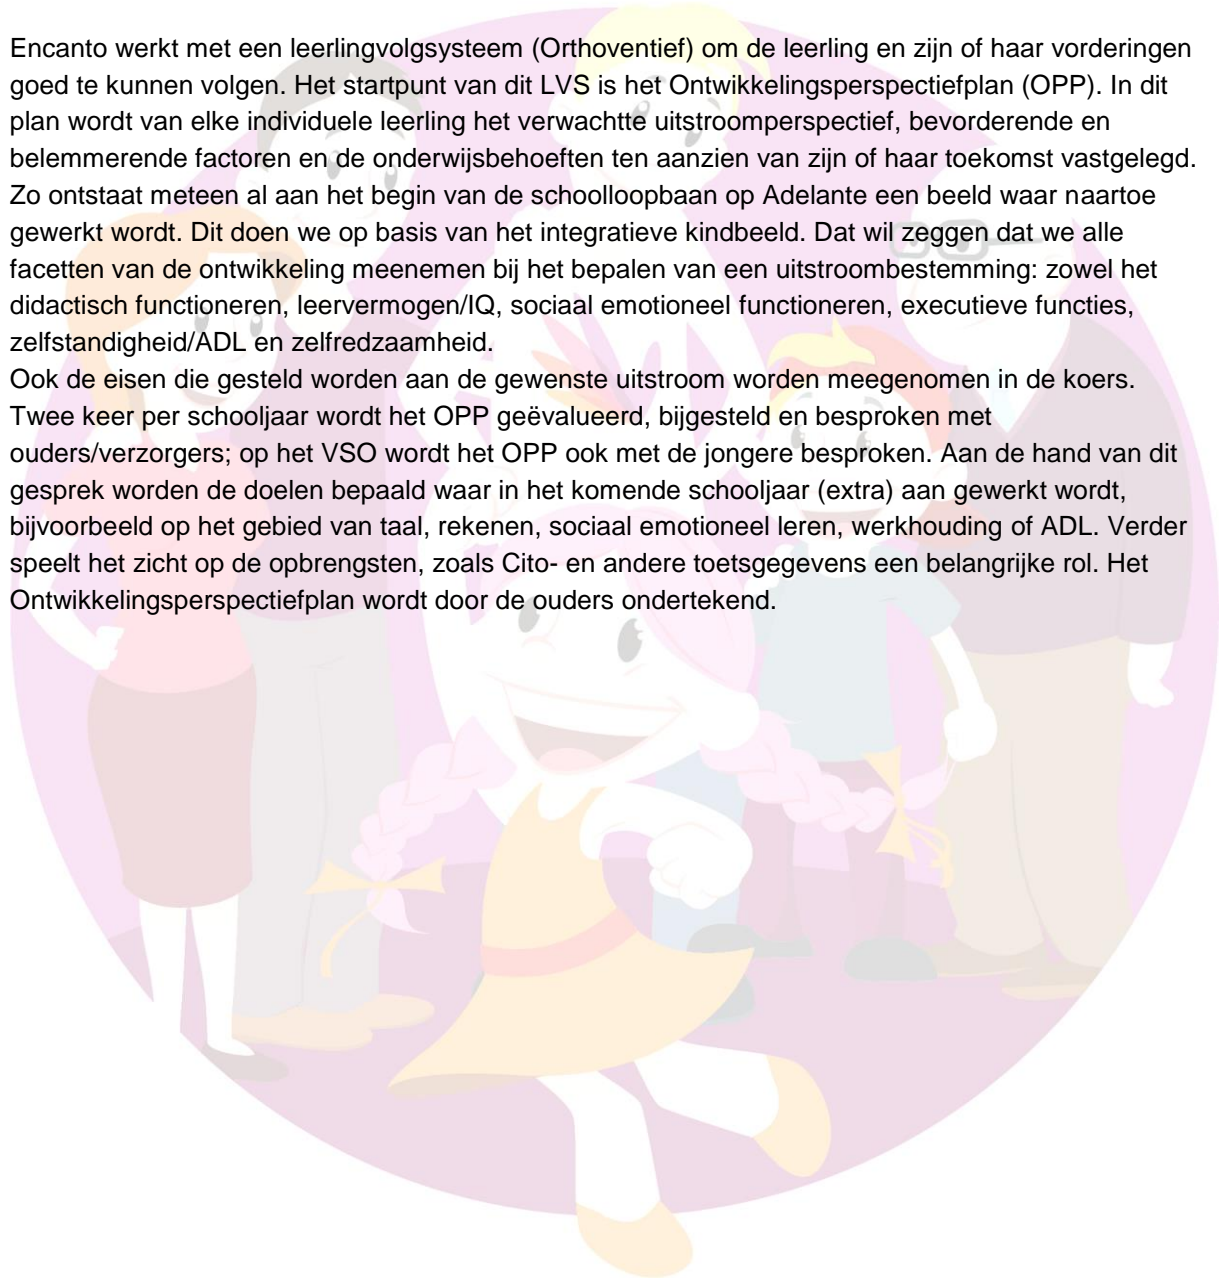 Encanto werkt met een leerlingvolgsysteem (Orthoventief) om de leerling en zijn of haar vorderingen
goed te kunnen volgen. Het startpunt van dit LVS is het Ontwikkelingsperspectiefplan (OPP). In dit
plan wordt van elke individuele leerling het verwachtte uitstroomperspectief, bevorderende en
belemmerende factoren en de onderwijsbehoeften ten aanzien van zijn of haar toekomst vastgelegd.
Zo ontstaat meteen al aan het begin van de schoolloopbaan op Adelante een beeld waar naartoe
gewerkt wordt. Dit doen we op basis van het integratieve kindbeeld. Dat wil zeggen dat we alle
facetten van de ontwikkeling meenemen bij het bepalen van een uitstroombestemming: zowel het
didactisch functioneren, leervermogen/IQ, sociaal emotioneel functioneren, executieve functies,
zelfstandigheid/ADL en zelfredzaamheid.
Ook de eisen die gesteld worden aan de gewenste uitstroom worden meegenomen in de koers.
Twee keer per schooljaar wordt het OPP geëvalueerd, bijgesteld en besproken met
ouders/verzorgers; op het VSO wordt het OPP ook met de jongere besproken. Aan de hand van dit
gesprek worden de doelen bepaald waar in het komende schooljaar (extra) aan gewerkt wordt,
bijvoorbeeld op het gebied van taal, rekenen, sociaal emotioneel leren, werkhouding of ADL. Verder
speelt het zicht op de opbrengsten, zoals Cito- en andere toetsgegevens een belangrijke rol. Het
Ontwikkelingsperspectiefplan wordt door de ouders ondertekend.